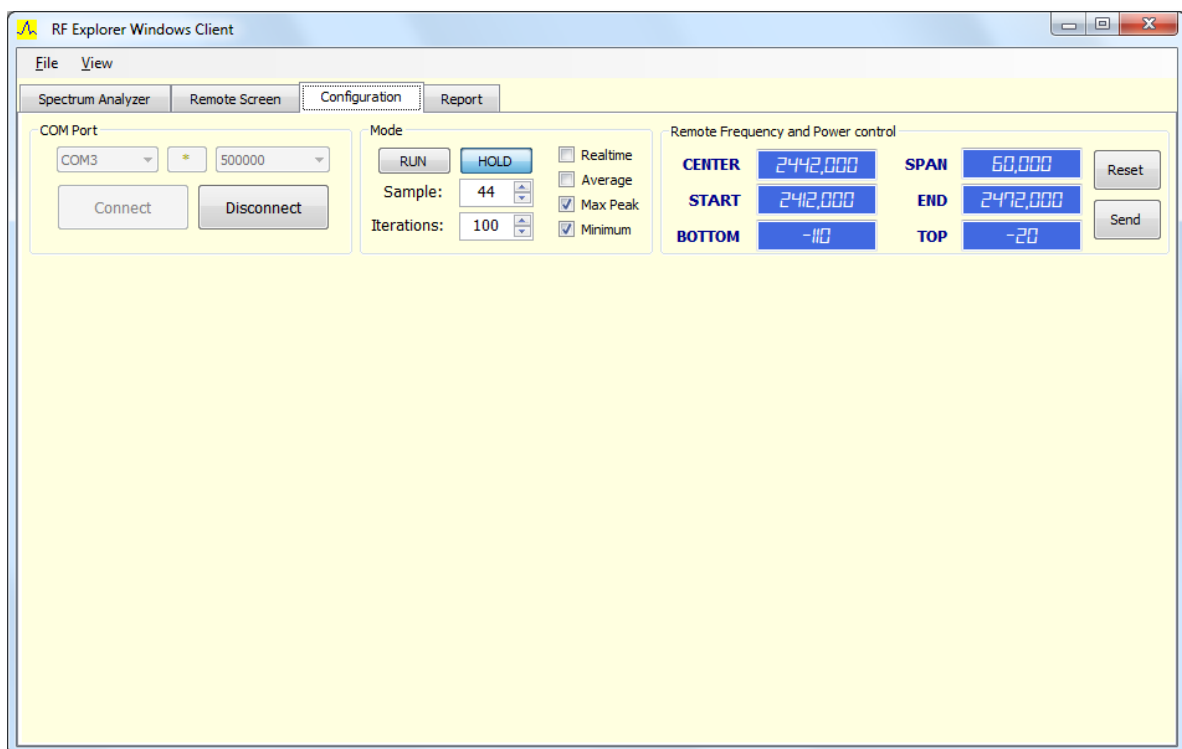 RF Explorer Windows Client
File View
Spectrum Analyzer Remote Screen Configuration Report
COM Port
COM3 * 500000
Connect Disconnect
Mode
RUN HOLD
Sample: 44
Iterations: 100
Realtime
Average
Max Peak
Minimum
Remote Frequency and Power control
CENTER 2442,000 SPAN 60,000
START 2412,000 END 2472,000
BOTTOM -110 TOP -20
Reset
Send